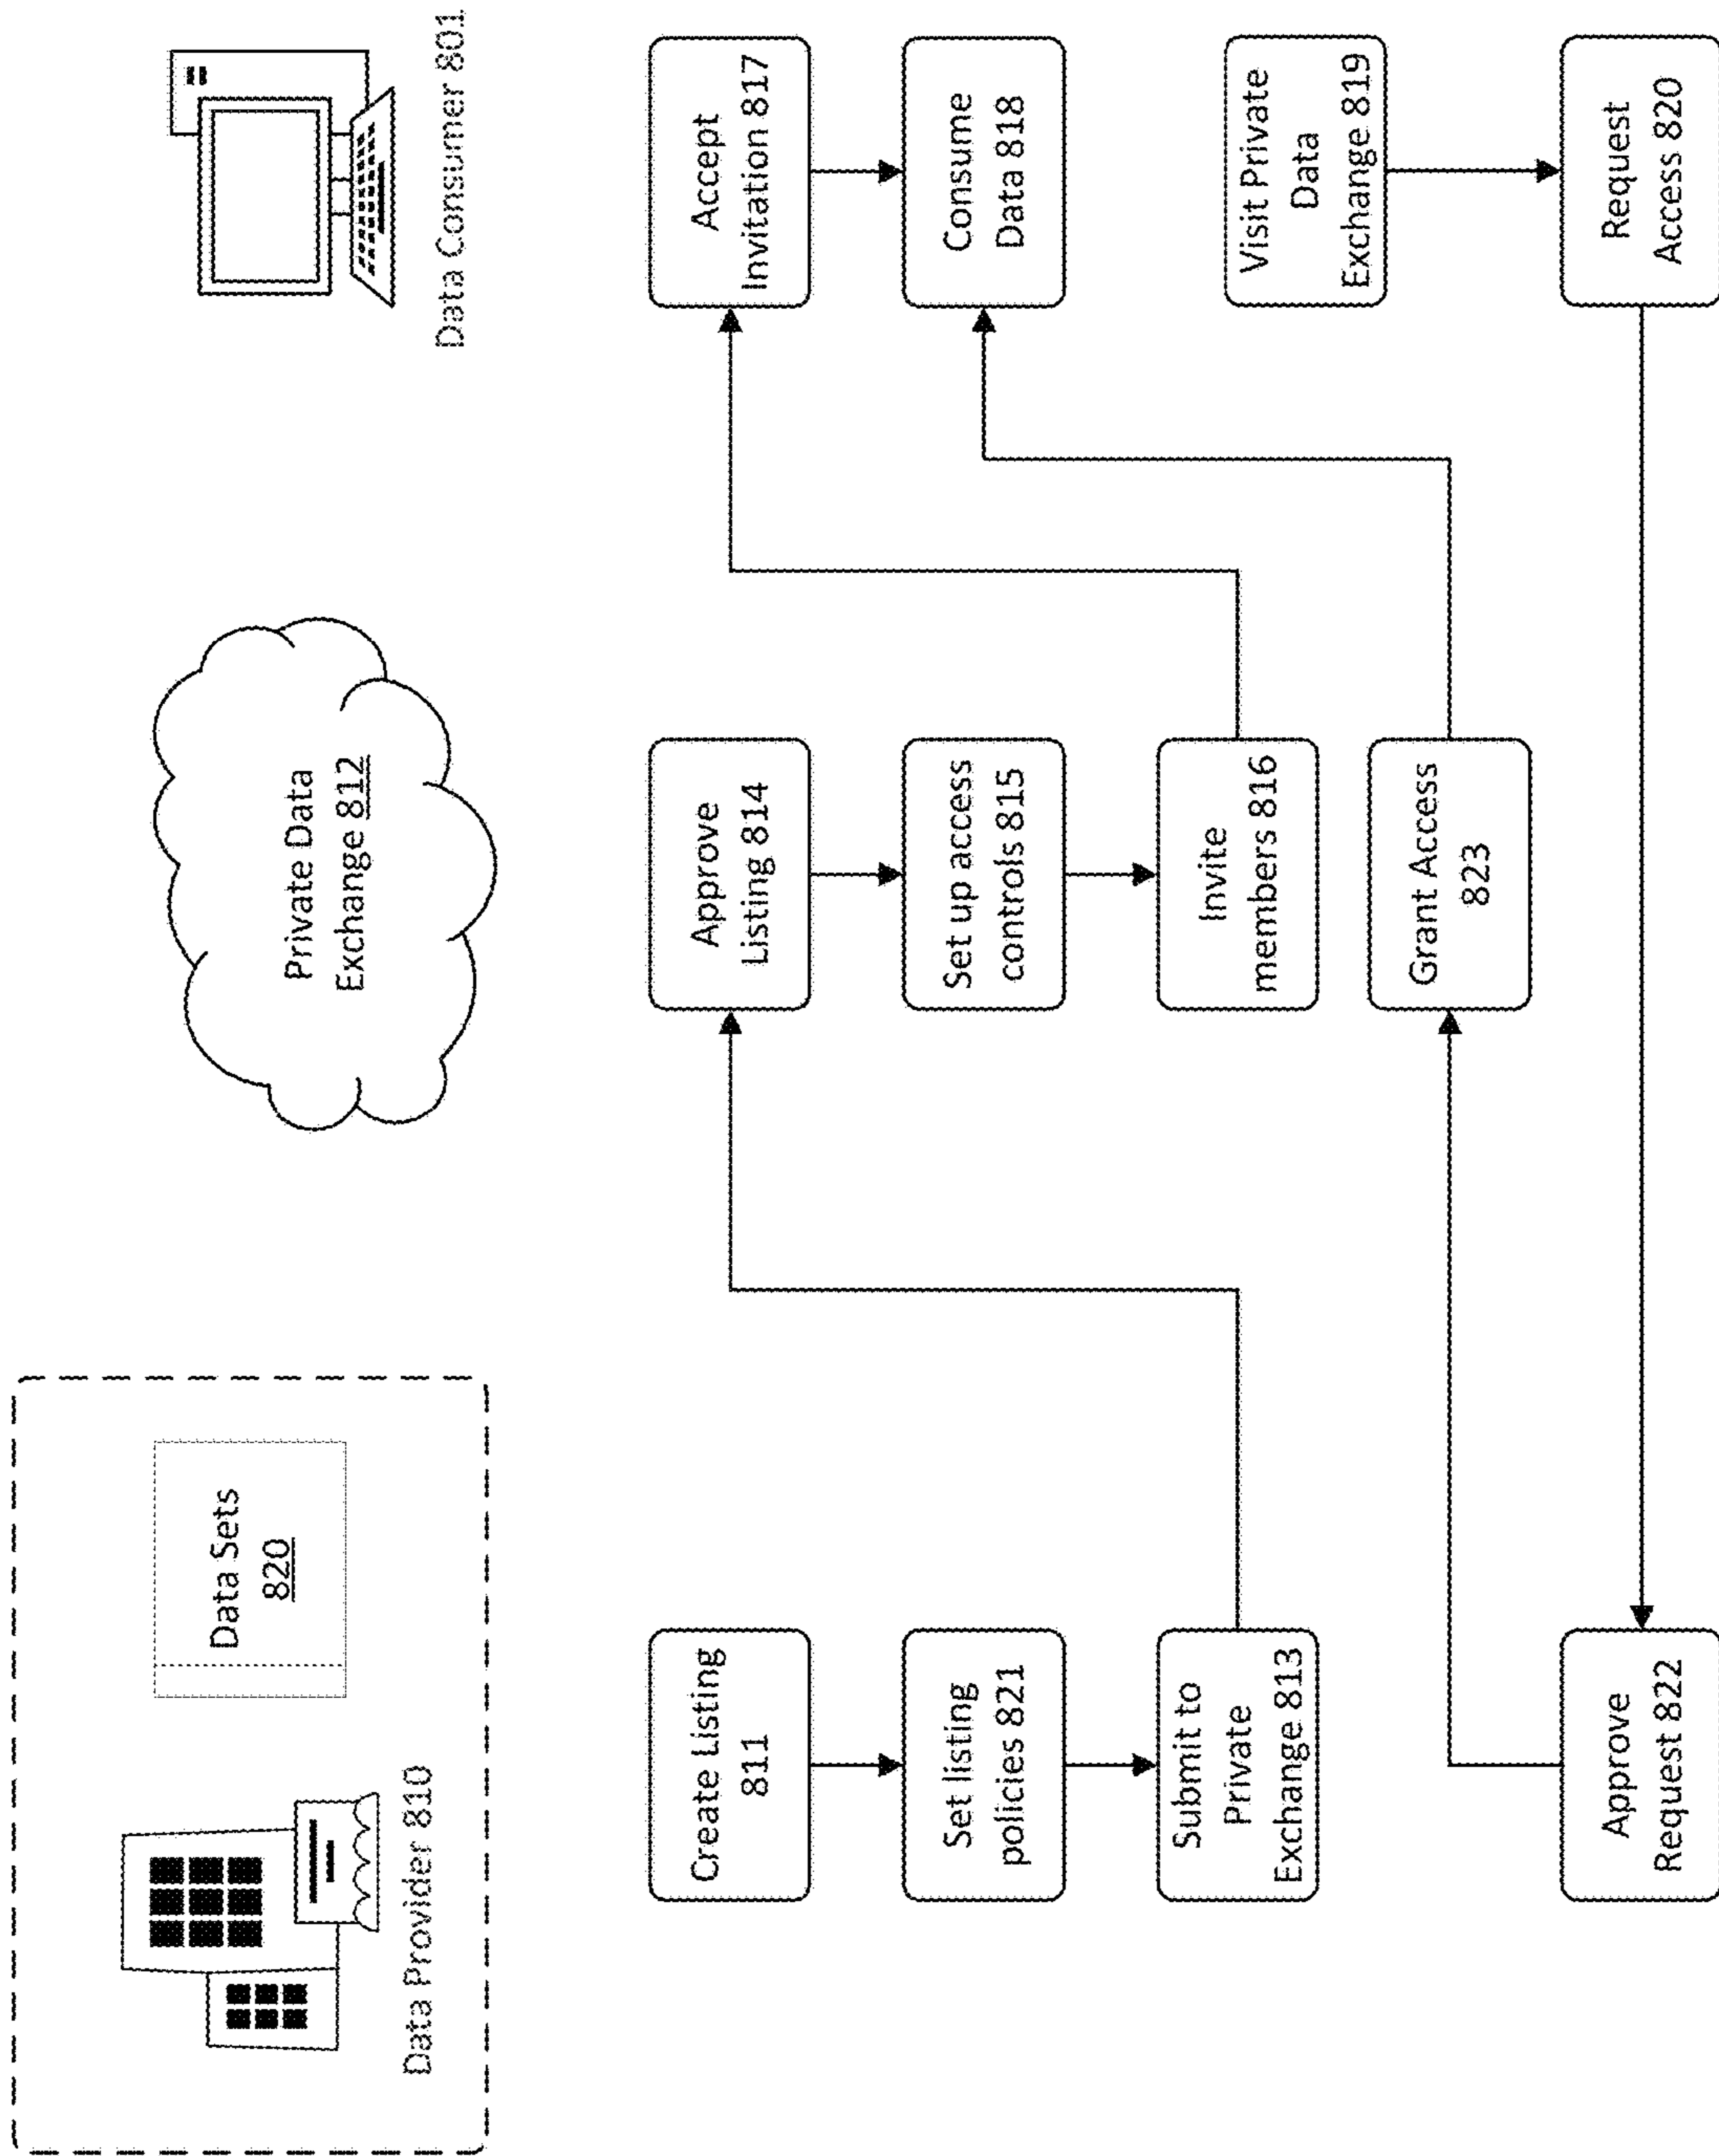 Data Provider 810
Data Sets
820
Private Data
Exchange 812
Data Consumer 801
Create Listing
811
Set listing
policies 821
Submit to
Private
Exchange 813
Approve
Request 822
Approve
Listing 814
Set up access
controls 815
Invite
members 816
Grant Access
823
Accept
Invitation 817
Consume
Data 818
Visit Private
Data
Exchange 819
Request
Access 820